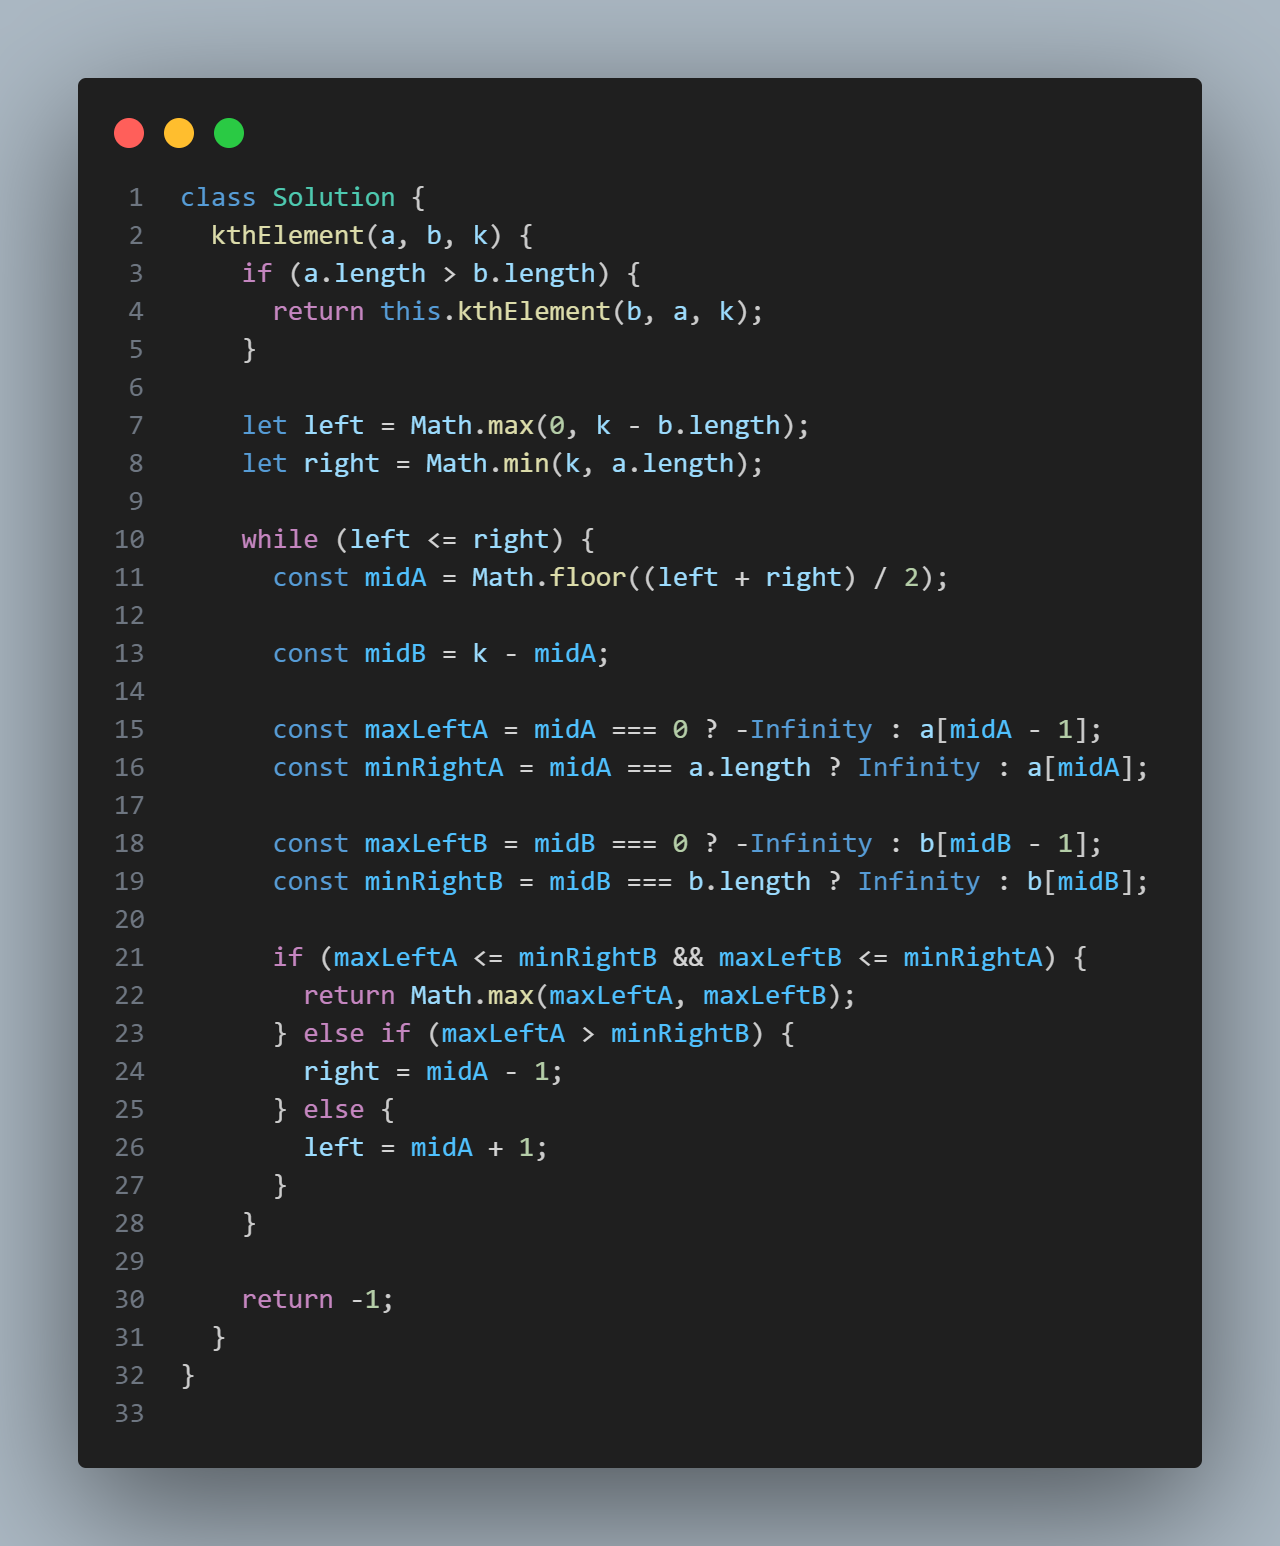 1 class Solution {
2   kthElement(a, b, k) {
3     if (a.length > b.length) {
4       return this.kthElement(b, a, k);
5     }
6
7     let left = Math.max(0, k - b.length);
8     let right = Math.min(k, a.length);
9
10     while (left <= right) {
11       const midA = Math.floor((left + right) / 2);
12
13       const midB = k - midA;
14
15       const maxLeftA = midA === 0 ? -Infinity : a[midA - 1];
16       const minRightA = midA === a.length ? Infinity : a[midA];
17
18       const maxLeftB = midB === 0 ? -Infinity : b[midB - 1];
19       const minRightB = midB === b.length ? Infinity : b[midB];
20
21       if (maxLeftA <= minRightB && maxLeftB <= minRightA) {
22         return Math.max(maxLeftA, maxLeftB);
23       } else if (maxLeftA > minRightB) {
24         right = midA - 1;
25       } else {
26         left = midA + 1;
27       }
28     }
29
30     return -1;
31   }
32 }
33